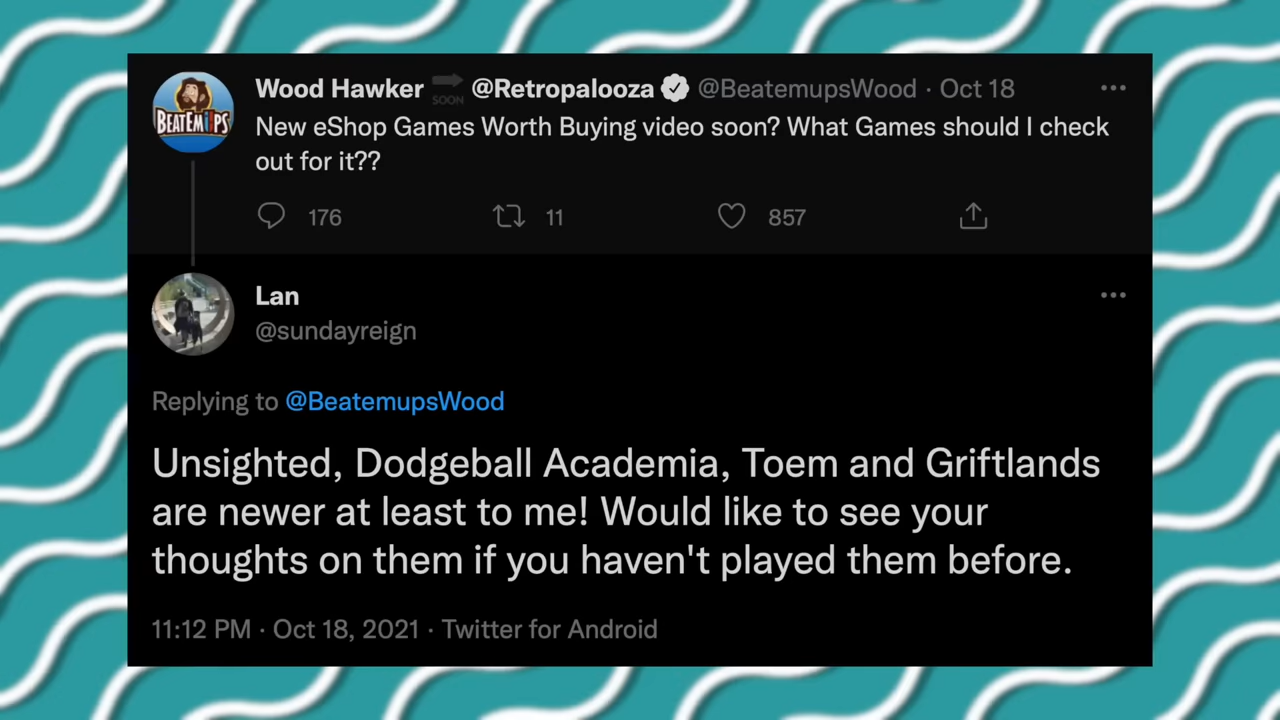 Wood Hawker SOON @Retropalooza @BeatemupsWood · Oct 18
BEATEMUPS
New eShop Games Worth Buying video soon? What Games should I check
out for it??
176 11 857
Lan
@sundayreign
Replying to @BeatemupsWood
Unsighted, Dodgeball Academia, Toem and Griftlands
are newer at least to me! Would like to see your
thoughts on them if you haven't played them before.
11:12 PM · Oct 18, 2021 · Twitter for Android